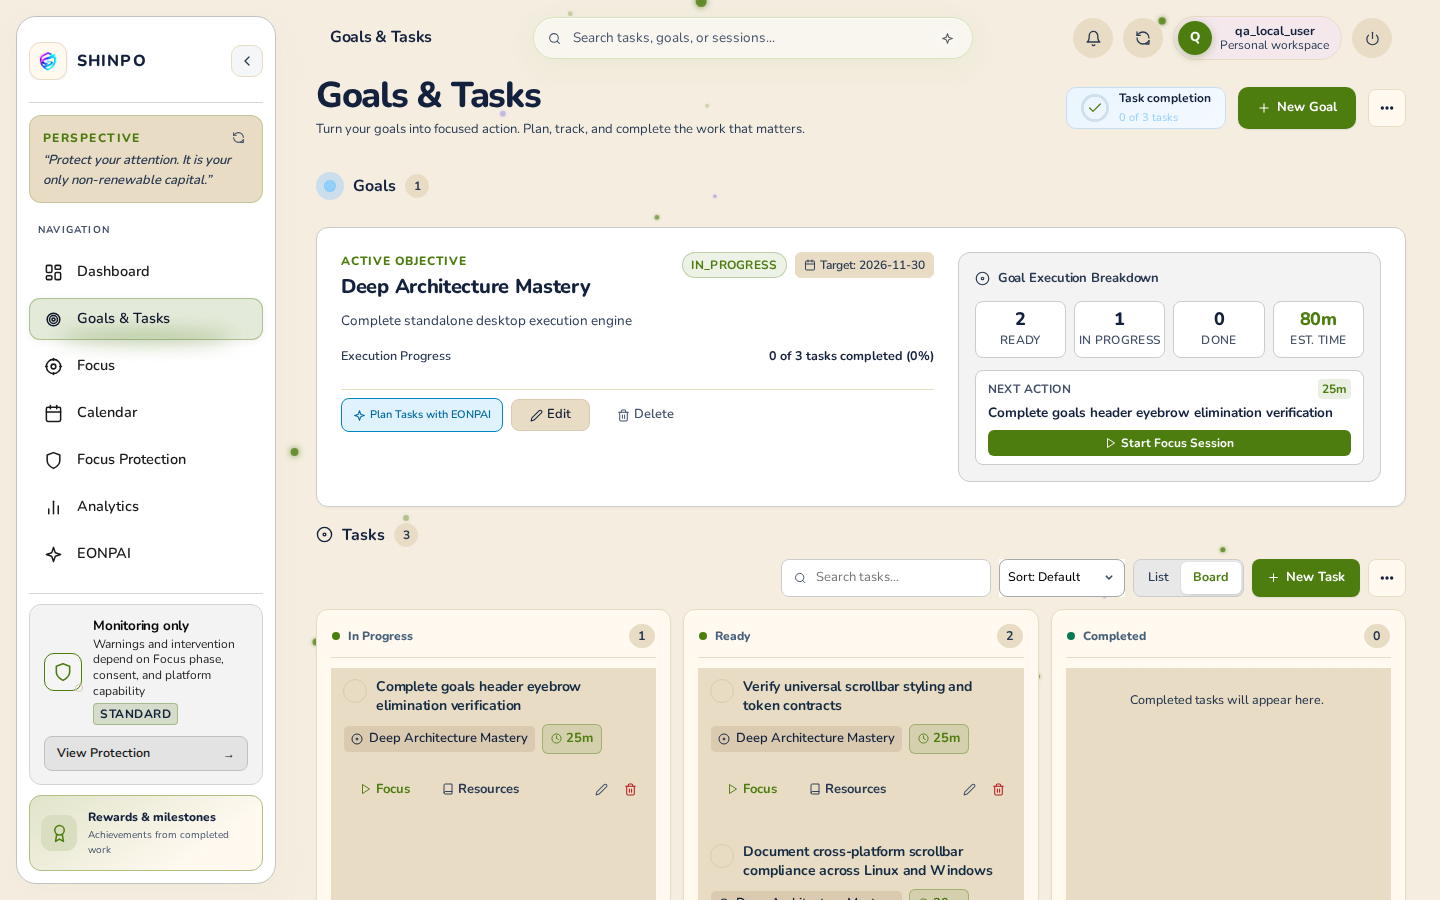 SHINPO
PERSPECTIVE
“Protect your attention. It is your
only non-renewable capital.”
NAVIGATION
Dashboard
Goals & Tasks
Focus
Calendar
Focus Protection
Analytics
EONPAI
Monitoring only
Warnings and intervention
depend on Focus phase,
consent, and platform
capability
STANDARD
View Protection →
Rewards & milestones
Achievements from completed
work
Goals & Tasks
Search tasks, goals, or sessions...
Q
qa_local_user
Personal workspace
Goals & Tasks
Turn your goals into focused action. Plan, track, and complete the work that matters.
Task completion
0 of 3 tasks
+ New Goal
Goals 1
ACTIVE OBJECTIVE
IN_PROGRESS
Target: 2026-11-30
Deep Architecture Mastery
Complete standalone desktop execution engine
Execution Progress
0 of 3 tasks completed (0%)
Plan Tasks with EONPAI
Edit
Delete
Goal Execution Breakdown
2
READY
1
IN PROGRESS
0
DONE
80m
EST. TIME
NEXT ACTION
25m
Complete goals header eyebrow elimination verification
Start Focus Session
Tasks 3
Search tasks...
Sort: Default
List
Board
+ New Task
In Progress 1
Complete goals header eyebrow
elimination verification
Deep Architecture Mastery
25m
Focus
Resources
Ready 2
Verify universal scrollbar styling and
token contracts
Deep Architecture Mastery
25m
Focus
Resources
Document cross-platform scrollbar
compliance across Linux and Windows
Deep Architecture Mastery
Completed 0
Completed tasks will appear here.